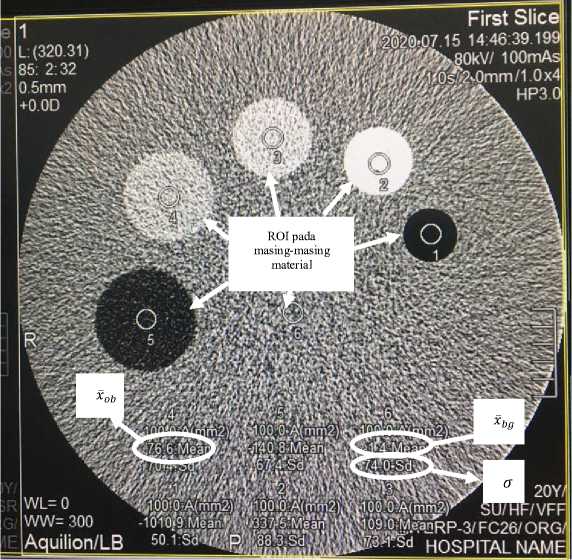 1
L: (320.31)
85: 2:32
0.5mm
+0.0D
First Slice
2020.07.15 14:46:39.199
80kV/ 100mAs
1.0s/2.0mm/1.0x4
HP3.0
3
2
4
ROI pada
masing-masing
material
1
5
6
R
x̄ob
x̄bg
σ
4
5
6
100.0 A(mm2)
100.0 A(mm2)
100.0 A(mm2)
76.6 Mean
-140.8 Mean
Mean
Sd
67.4 Sd
74.0 Sd
1
2
3
100.0 A(mm2)
100.0 A(mm2)
100.0 A(mm2)
-1010.9 Mean
337.5 Mean
109.0 Mean
50.1 Sd
88.3 Sd
73.1 Sd
WL= 0
WW= 300
Aquilion/LB
P
20Y/
SU/HF/VFF
RP-3/FC26/ ORG/
HOSPITAL NAME